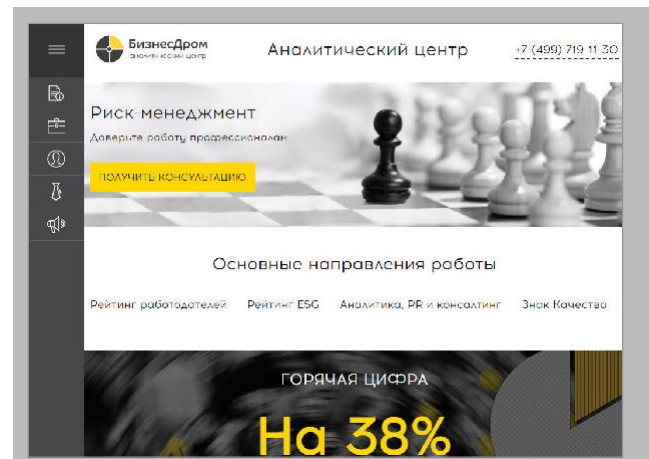 БизнесДром
аналитический центр
Аналитический центр
+7 (499) 719-11-30
Риск-менеджмент
Доверьте работу профессионалам
ПОЛУЧИТЬ КОНСУЛЬТАЦИЮ
Основные направления работы
Рейтинг работодателей Рейтинг ESG Аналитика, PR и консалтинг Знак Качества
ГОРЯЧАЯ ЦИФРА
На 38%